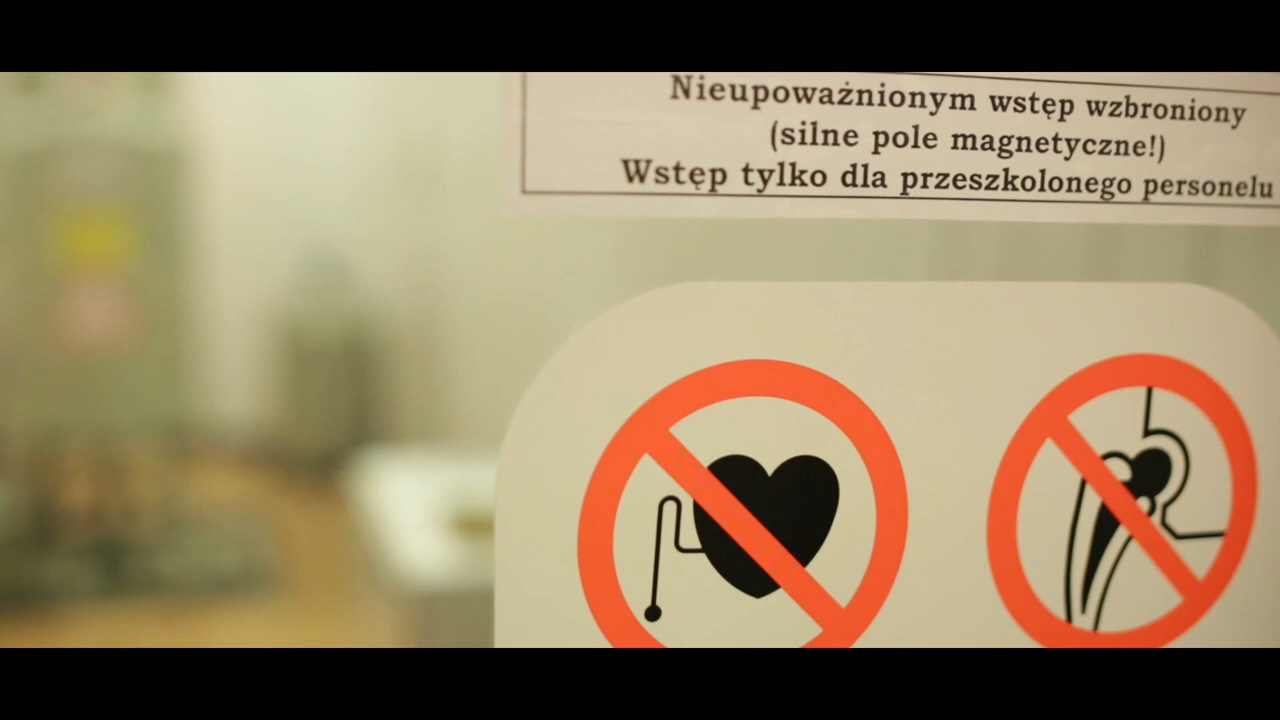 Nieupoważnionym wstęp wzbroniony
(silne pole magnetyczne!)
Wstęp tylko dla przeszkolonego personelu